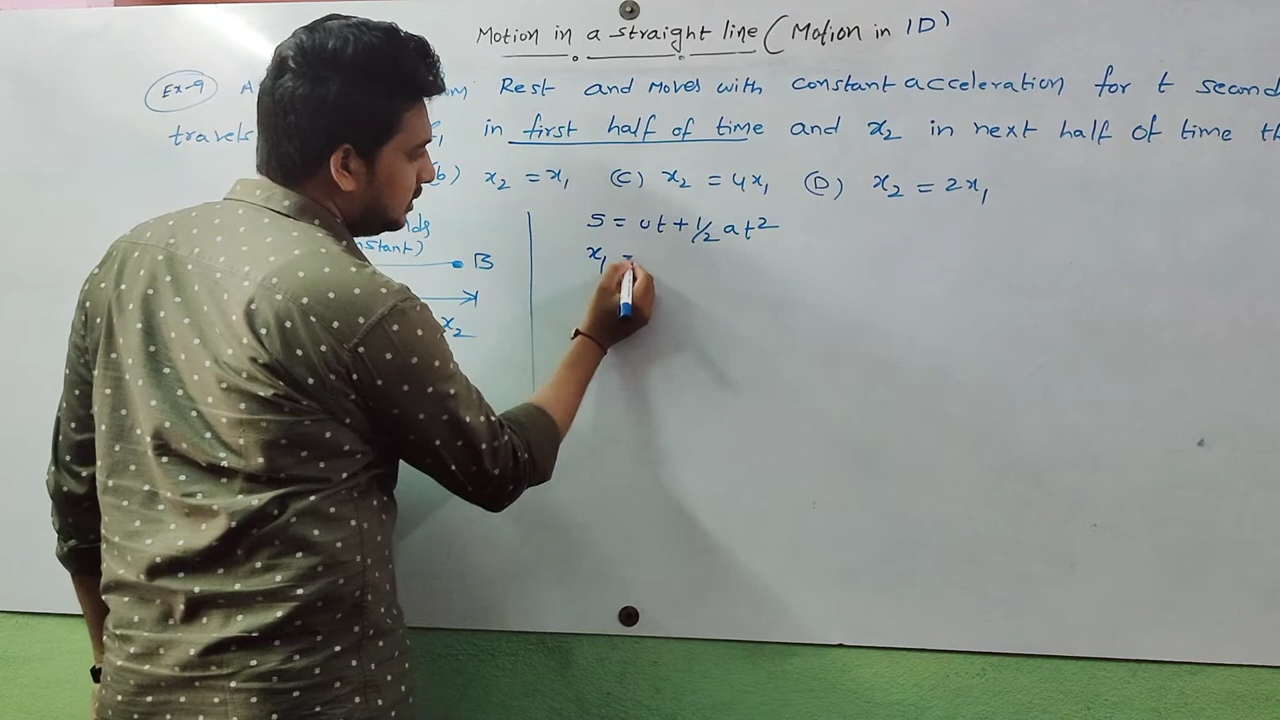 Motion in a straight line (Motion in 1D)
Ex-9 A Rest and Moves with constant acceleration for t second
travels in first half of time and x₂ in next half of time
(b) x₂ = x₁ (C) x₂ = 4x₁ (D) x₂ = 2x₁
S = ut + 1/2 at²
x₁ =
B
x₂